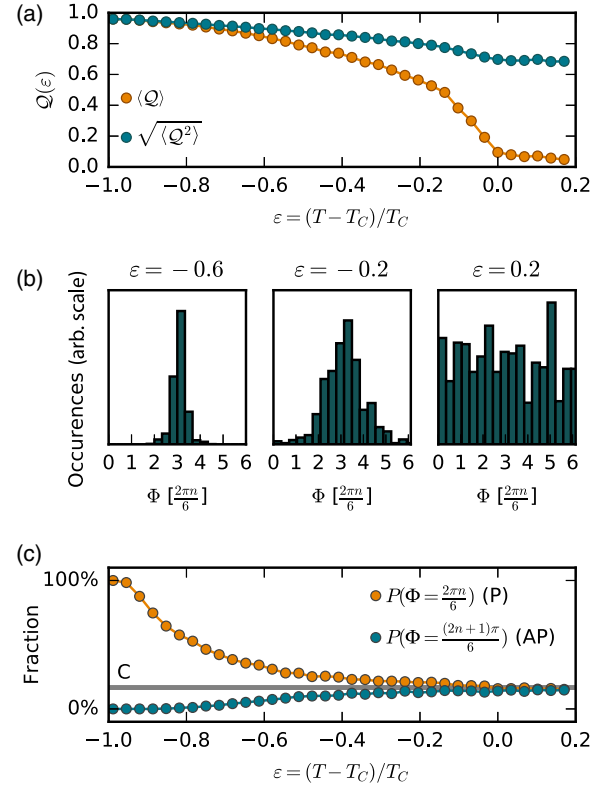 (a)
1.0
0.8
0.6
0.4
0.2
0.0
Q(ε)
⟨Q⟩
√⟨Q²⟩
−1.0 −0.8 −0.6 −0.4 −0.2 0.0 0.2
ε = (T − T_C)/T_C
(b)
ε = − 0.6 ε = − 0.2 ε = 0.2
Occurences (arb. scale)
0 1 2 3 4 5 6 0 1 2 3 4 5 6 0 1 2 3 4 5 6
Φ [2πn/6] Φ [2πn/6] Φ [2πn/6]
(c)
100%
0%
Fraction
C
P(Φ = 2πn/6) (P)
P(Φ = (2n+1)π/6) (AP)
−1.0 −0.8 −0.6 −0.4 −0.2 0.0 0.2
ε = (T − T_C)/T_C